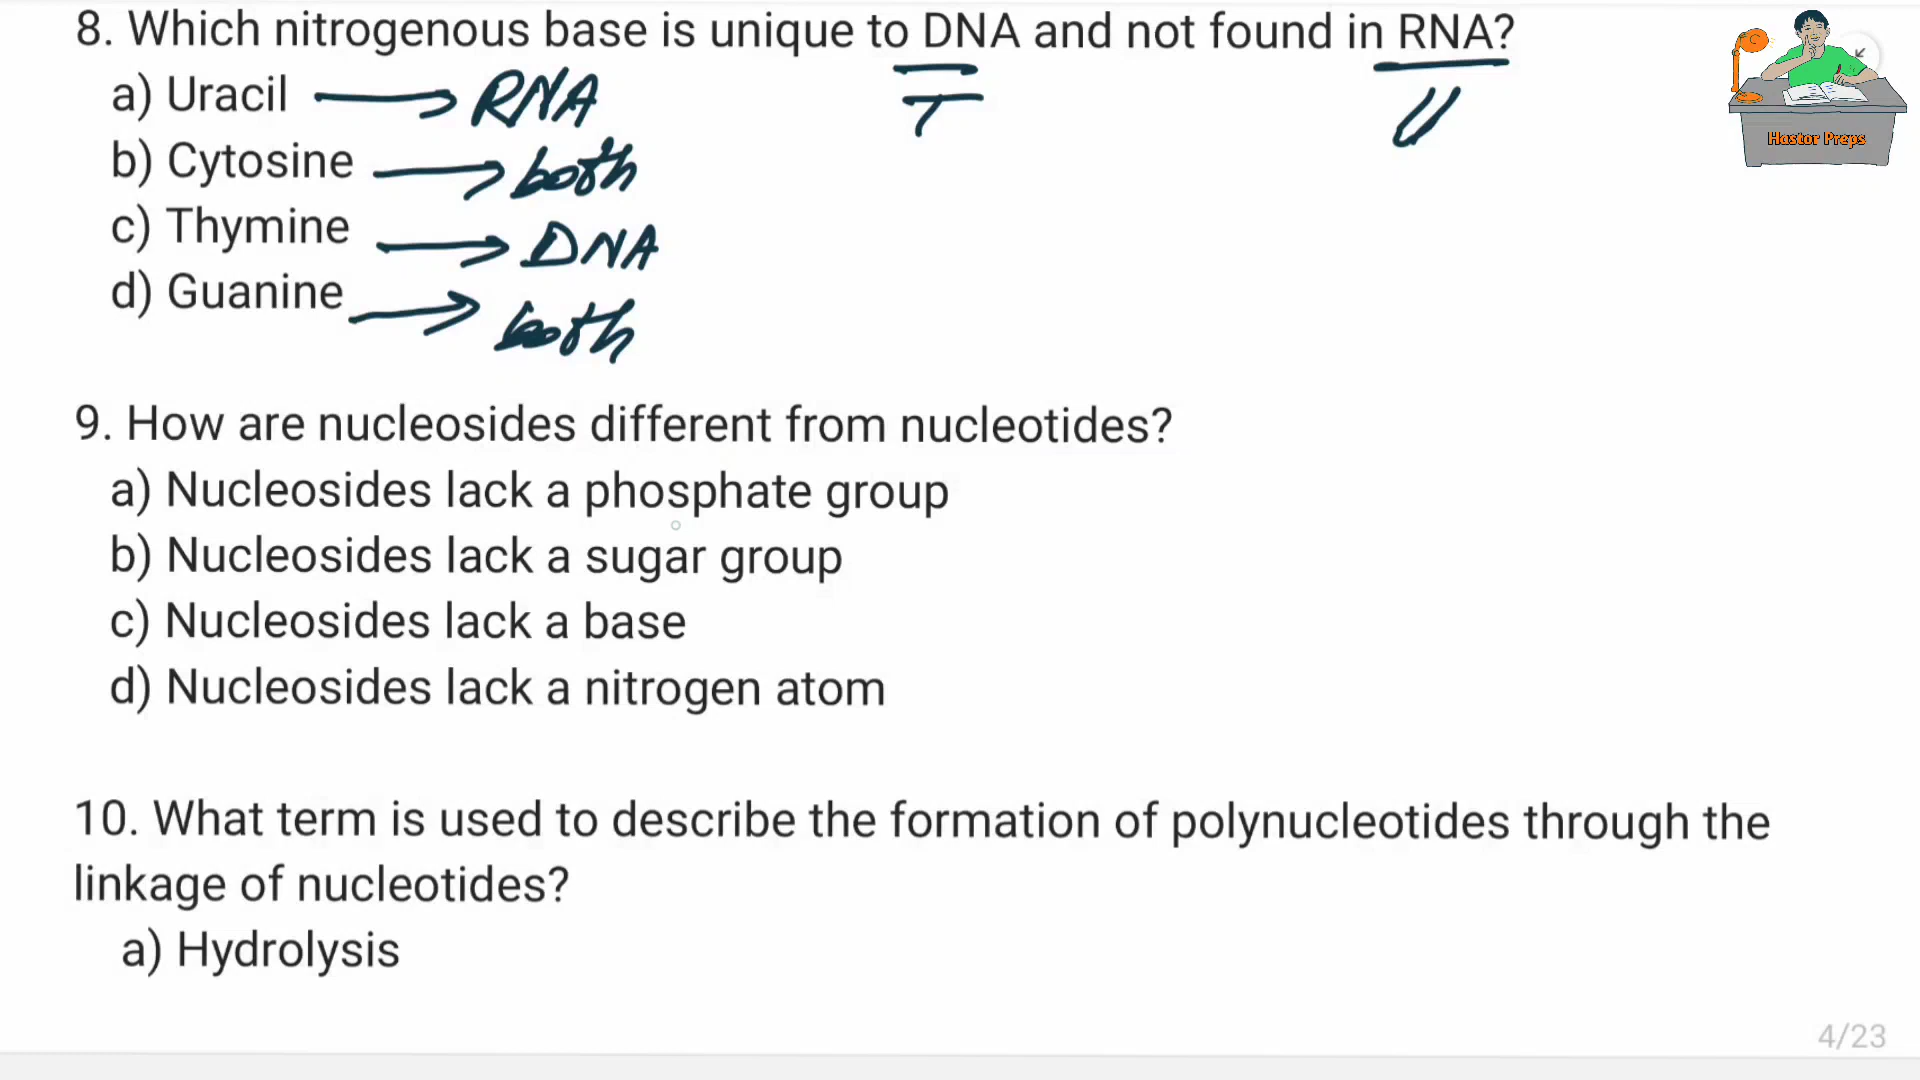 8. Which nitrogenous base is unique to DNA and not found in RNA?
a) Uracil → RNA
T
U
b) Cytosine → both
c) Thymine → DNA
d) Guanine → both
Hastor Preps
9. How are nucleosides different from nucleotides?
a) Nucleosides lack a phosphate group
b) Nucleosides lack a sugar group
c) Nucleosides lack a base
d) Nucleosides lack a nitrogen atom
10. What term is used to describe the formation of polynucleotides through the
linkage of nucleotides?
a) Hydrolysis
4/23